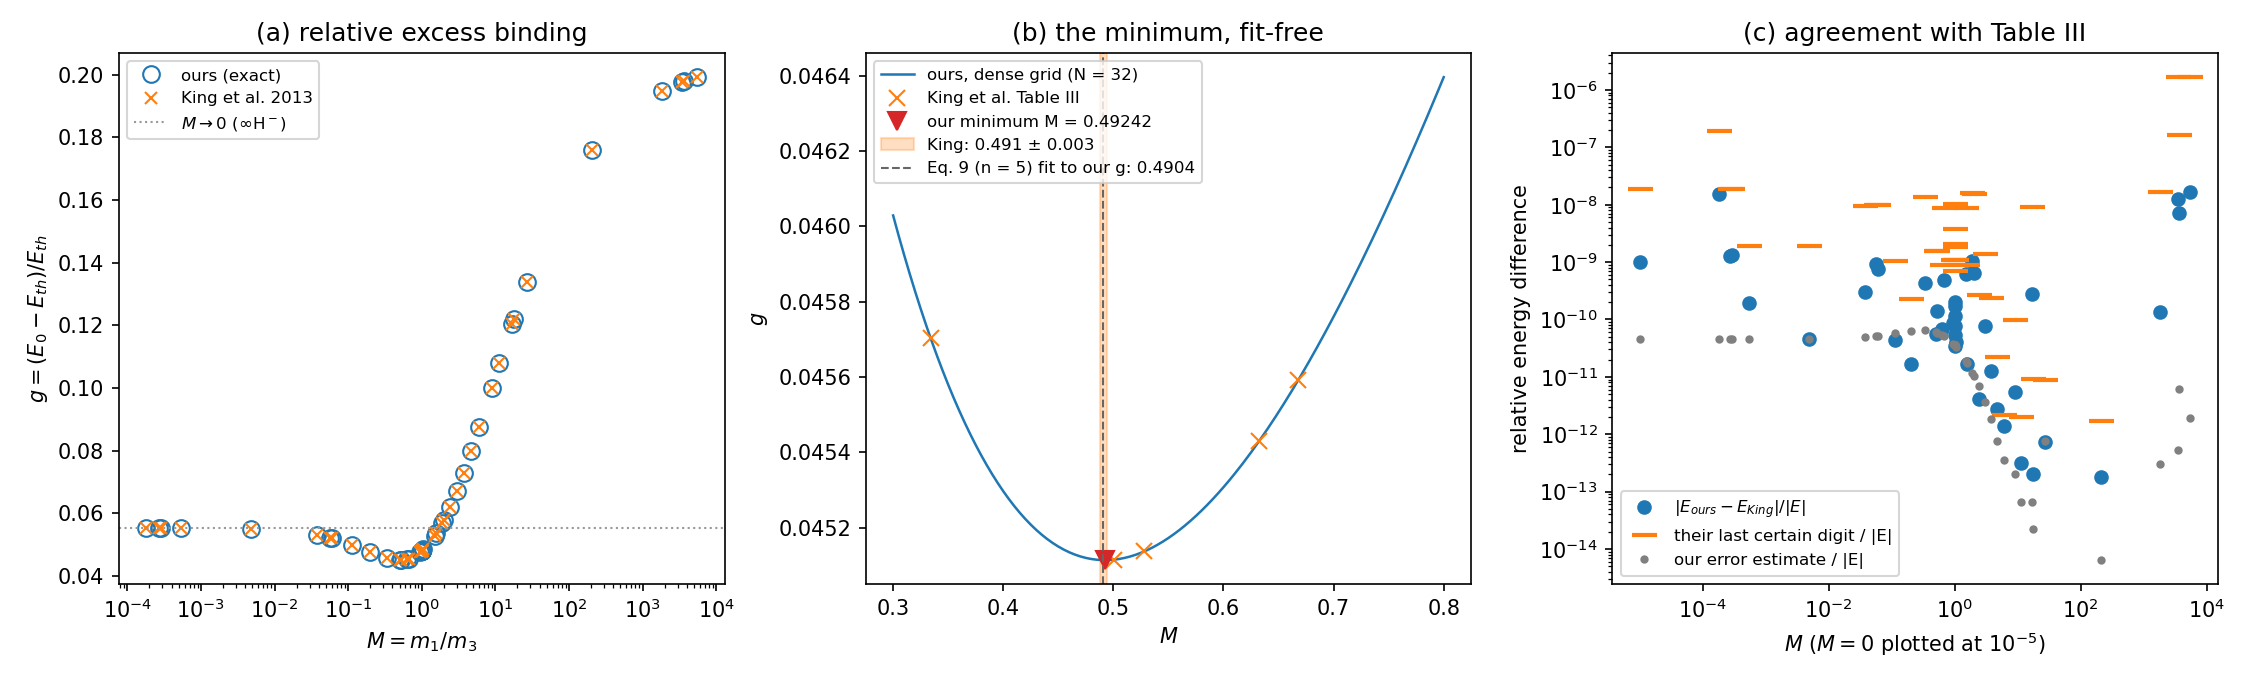 (a) relative excess binding
ours (exact)
King et al. 2013
M → 0 (∞H⁻)
g = (E₀ − Eₜₕ)/Eₜₕ
0.20
0.18
0.16
0.14
0.12
0.10
0.08
0.06
0.04
10⁻⁴
10⁻³
10⁻²
10⁻¹
10⁰
10¹
10²
10³
10⁴
M = m₁/m₃
(b) the minimum, fit-free
ours, dense grid (N = 32)
King et al. Table III
our minimum M = 0.49242
King: 0.491 ± 0.003
Eq. 9 (n = 5) fit to our g: 0.4904
g
0.0464
0.0462
0.0460
0.0458
0.0456
0.0454
0.0452
0.3
0.4
0.5
0.6
0.7
0.8
M
(c) agreement with Table III
relative energy difference
10⁻⁶
10⁻⁷
10⁻⁸
10⁻⁹
10⁻¹⁰
10⁻¹¹
10⁻¹²
10⁻¹³
10⁻¹⁴
|Eₒᵤᵣₛ − E_King|/|E|
their last certain digit / |E|
our error estimate / |E|
10⁻⁴
10⁻²
10⁰
10²
10⁴
M (M = 0 plotted at 10⁻⁵)